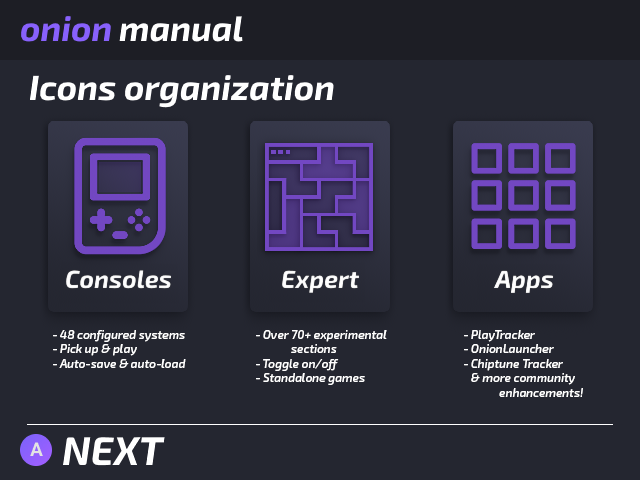 onion manual
Icons organization
Consoles
- 48 configured systems
- Pick up & play
- Auto-save & auto-load
Expert
- Over 70+ experimental
sections
- Toggle on/off
- Standalone games
Apps
- PlayTracker
- OnionLauncher
- Chiptune Tracker
& more community
enhancements!
A NEXT